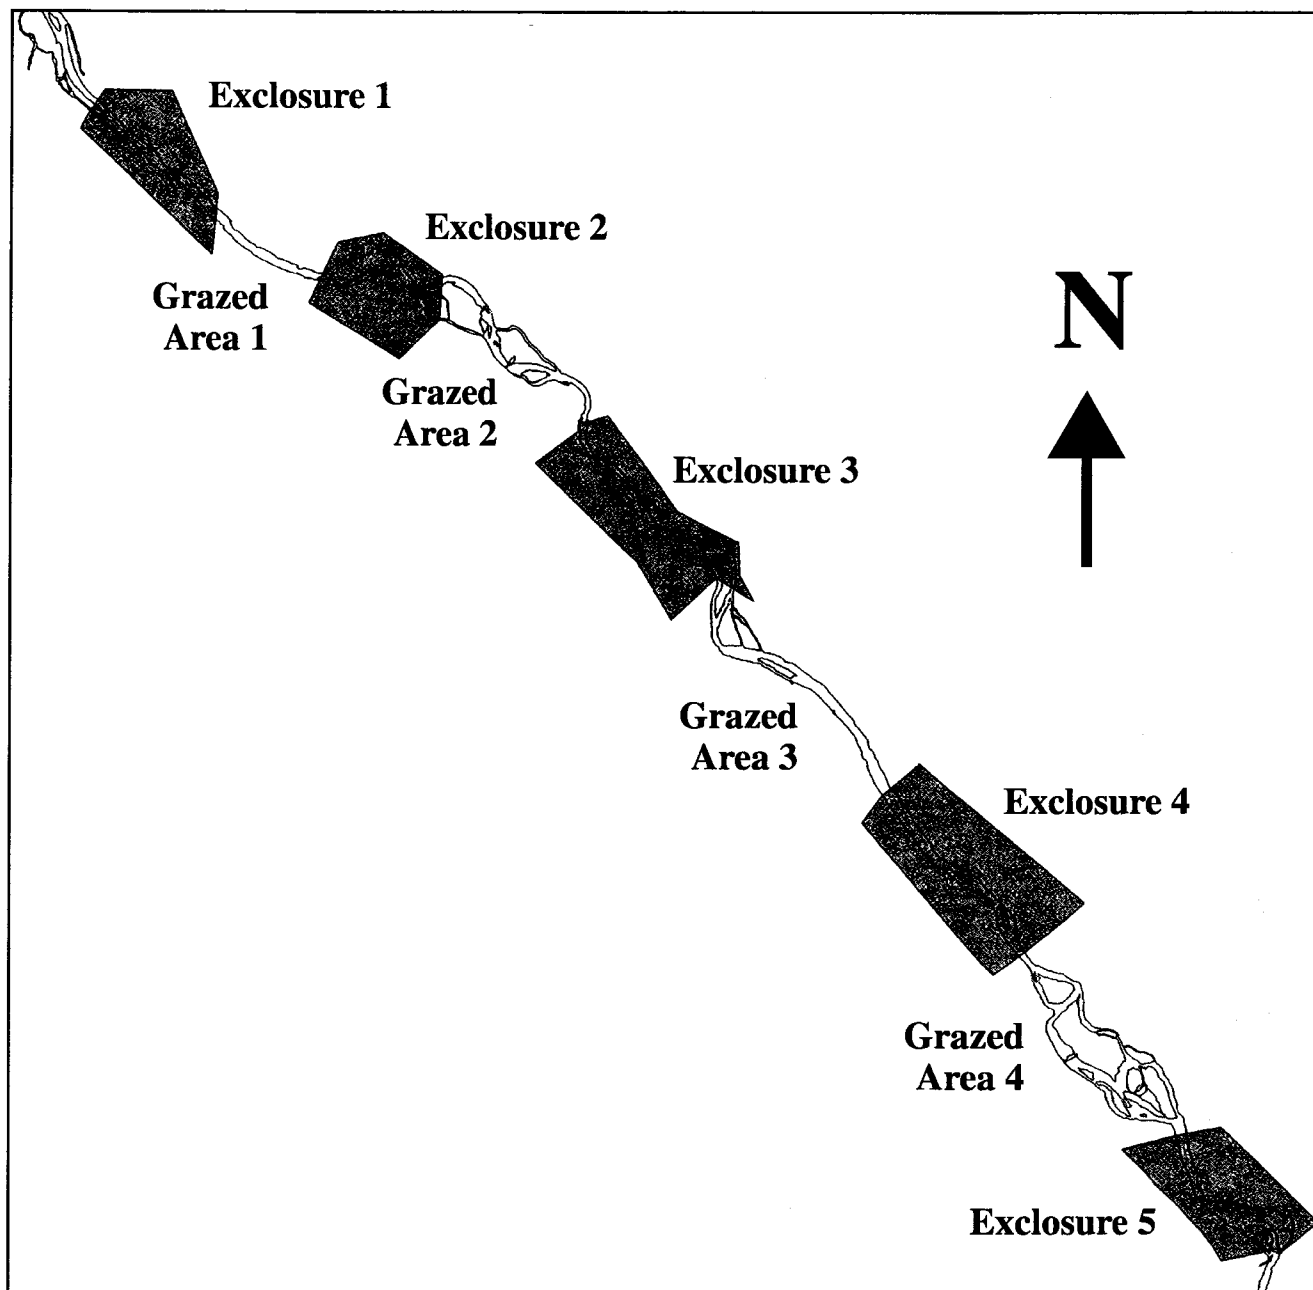 Exclosure 1
Exclosure 2
Grazed
Area 1
N
Grazed
Area 2
Exclosure 3
Grazed
Area 3
Exclosure 4
Grazed
Area 4
Exclosure 5